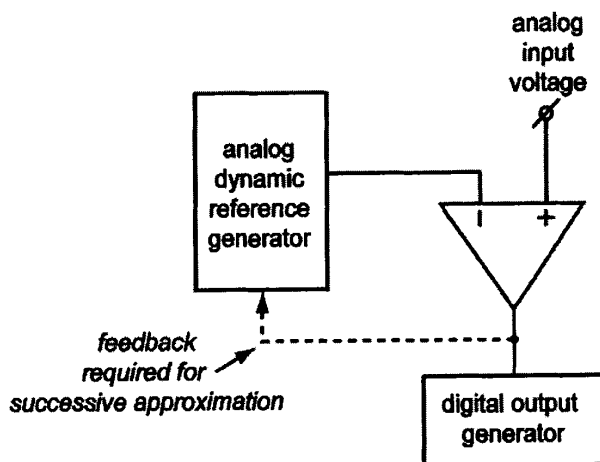 analog
input
voltage
analog
dynamic
reference
generator
− +
feedback
required for
successive approximation
digital output
generator